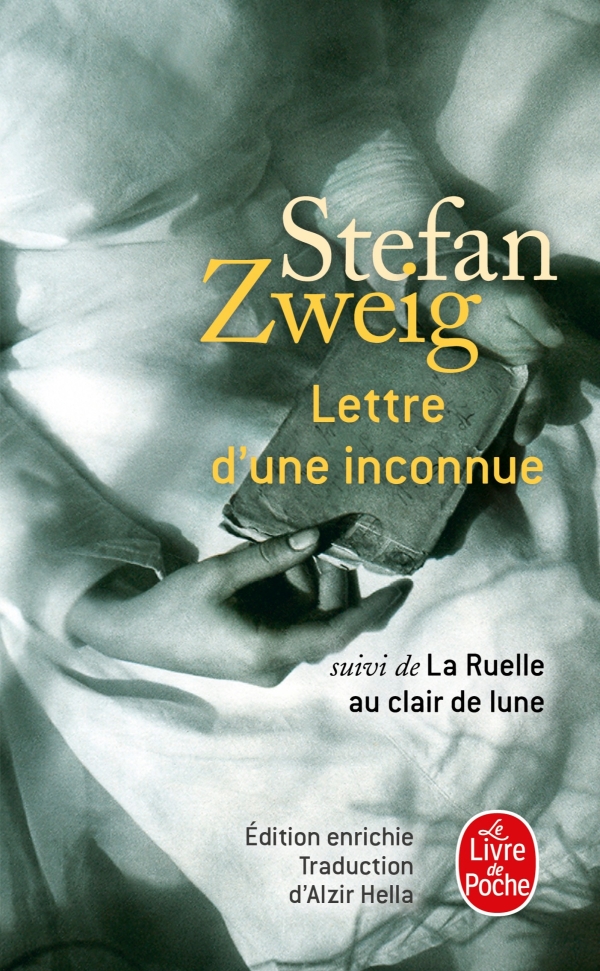 Stefan
Zweig
Lettre
d'une inconnue
suivi de La Ruelle
au clair de lune
Édition enrichie
Traduction
d'Alzir Hella
Le
Livre
de
Poche